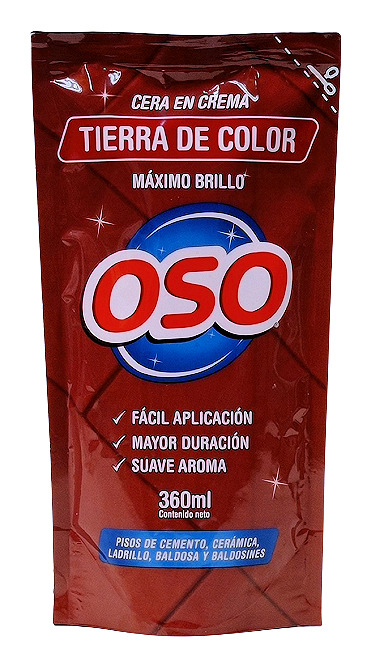 CERA EN CREMA
TIERRA DE COLOR
MÁXIMO BRILLO
OSO
FÁCIL APLICACIÓN
MAYOR DURACIÓN
SUAVE AROMA
360ml
Contenido neto
PISOS DE CEMENTO, CERÁMICA,
LADRILLO, BALDOSA Y BALDOSINES